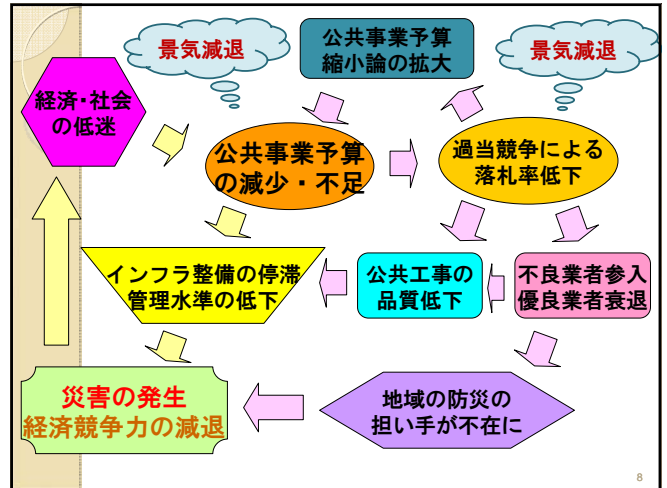 景気減退
公共事業予算
縮小論の拡大
景気減退
経済・社会
の低迷
公共事業予算
の減少・不足
過当競争による
落札率低下
インフラ整備の停滞
管理水準の低下
公共工事の
品質低下
不良業者参入
優良業者衰退
災害の発生
経済競争力の減退
地域の防災の
担い手が不在に
8